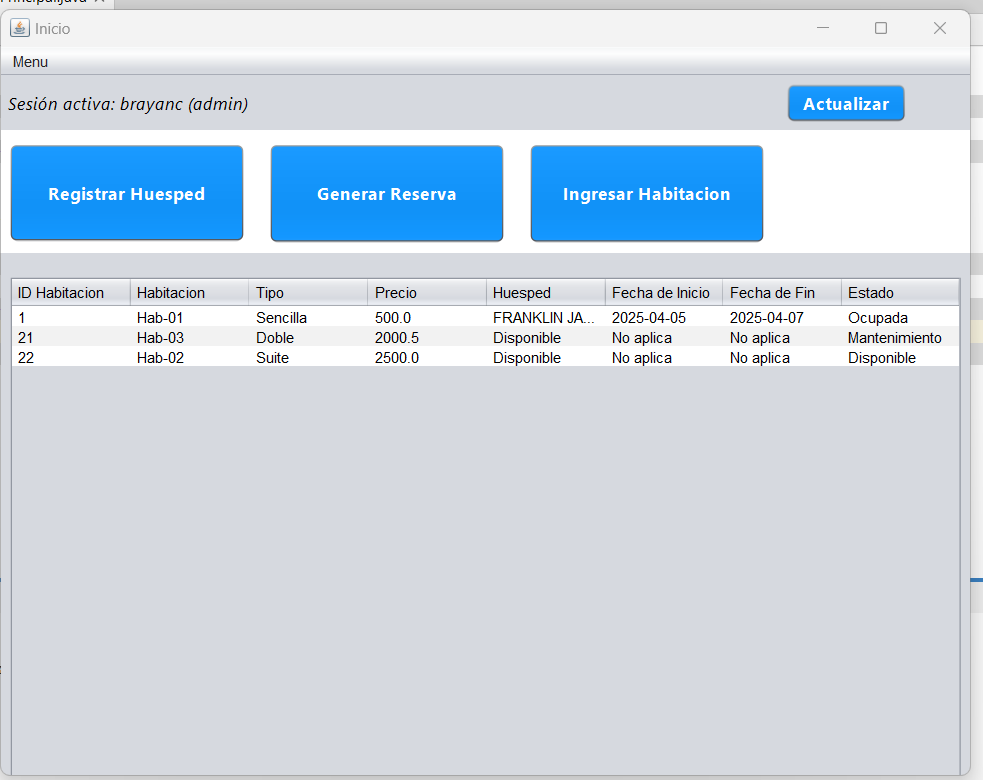 Inicio
Menu
Sesión activa: brayanc (admin)
Actualizar
Registrar Huesped
Generar Reserva
Ingresar Habitacion
ID Habitacion Habitacion Tipo Precio Huesped Fecha de Inicio Fecha de Fin Estado
1 Hab-01 Sencilla 500.0 FRANKLIN JA... 2025-04-05 2025-04-07 Ocupada
21 Hab-03 Doble 2000.5 Disponible No aplica No aplica Mantenimiento
22 Hab-02 Suite 2500.0 Disponible No aplica No aplica Disponible